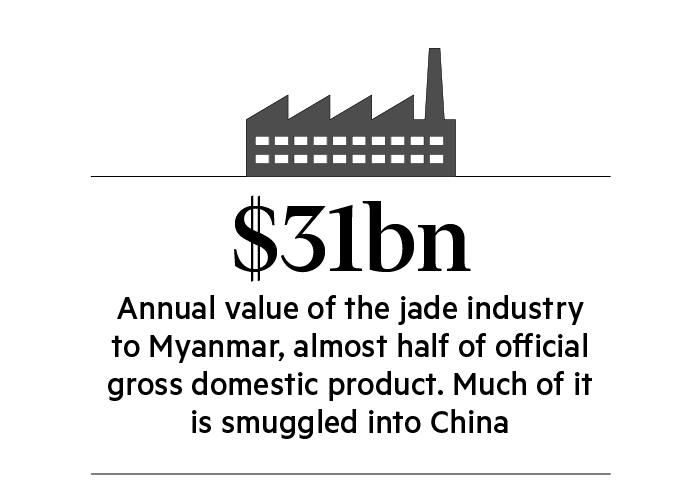 $31bn
Annual value of the jade industry
to Myanmar, almost half of official
gross domestic product. Much of it
is smuggled into China